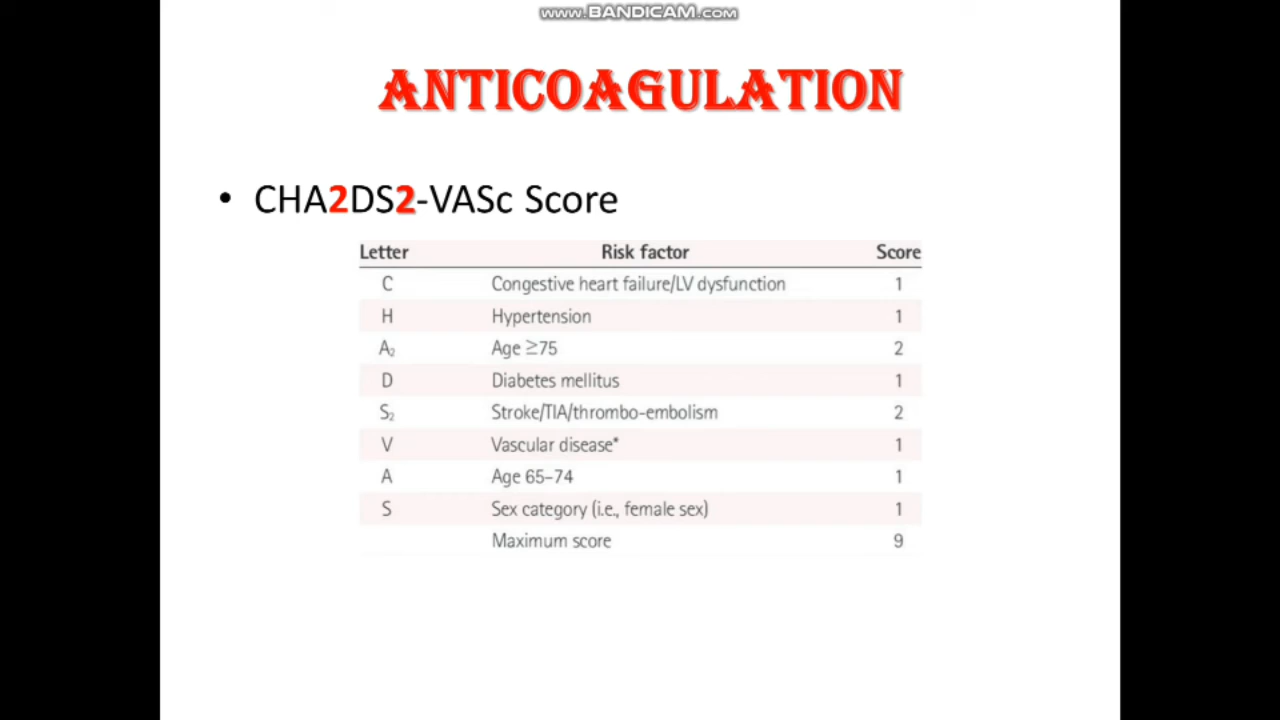 www.BANDICAM.com
ANTICOAGULATION
• CHA2DS2-VASc Score
Letter Risk factor Score
C Congestive heart failure/LV dysfunction 1
H Hypertension 1
A₂ Age ≥75 2
D Diabetes mellitus 1
S₂ Stroke/TIA/thrombo-embolism 2
V Vascular disease* 1
A Age 65–74 1
S Sex category (i.e., female sex) 1
Maximum score 9